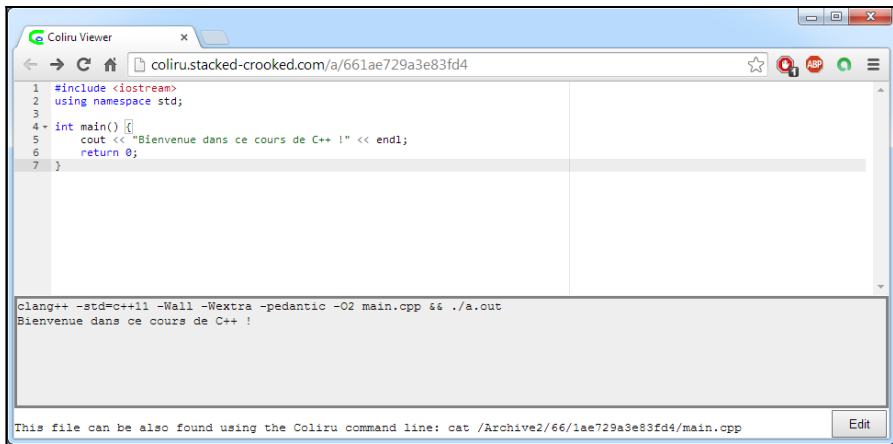 Coliru Viewer
coliru.stacked-crooked.com/a/661ae729a3e83fd4
1
ABP
1 #include <iostream>
2 using namespace std;
3
4 int main() {
5 cout << "Bienvenue dans ce cours de C++ !" << endl;
6 return 0;
7 }
clang++ -std=c++11 -Wall -Wextra -pedantic -O2 main.cpp && ./a.out
Bienvenue dans ce cours de C++ !
This file can be also found using the Coliru command line: cat /Archive2/66/1ae729a3e83fd4/main.cpp
Edit